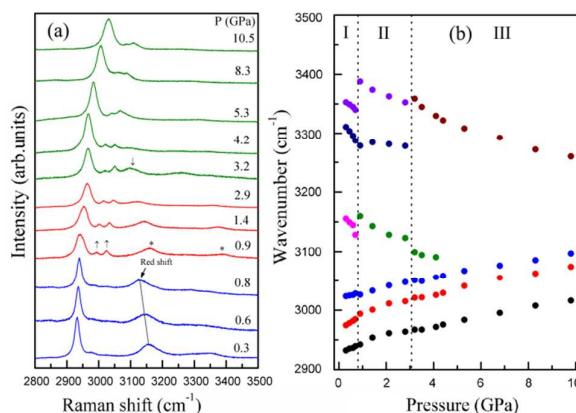 (a)
P (GPa)
10.5
8.3
5.3
4.2
3.2
2.9
1.4
0.9
Red shift
0.8
0.6
0.3
Intensity (arb.units)
2800 2900 3000 3100 3200 3300 3400 3500
Raman shift (cm-1)
I II (b) III
3500
3400
3300
3200
3100
3000
2900
Wavenumber (cm-1)
0 2 4 6 8 10
Pressure (GPa)